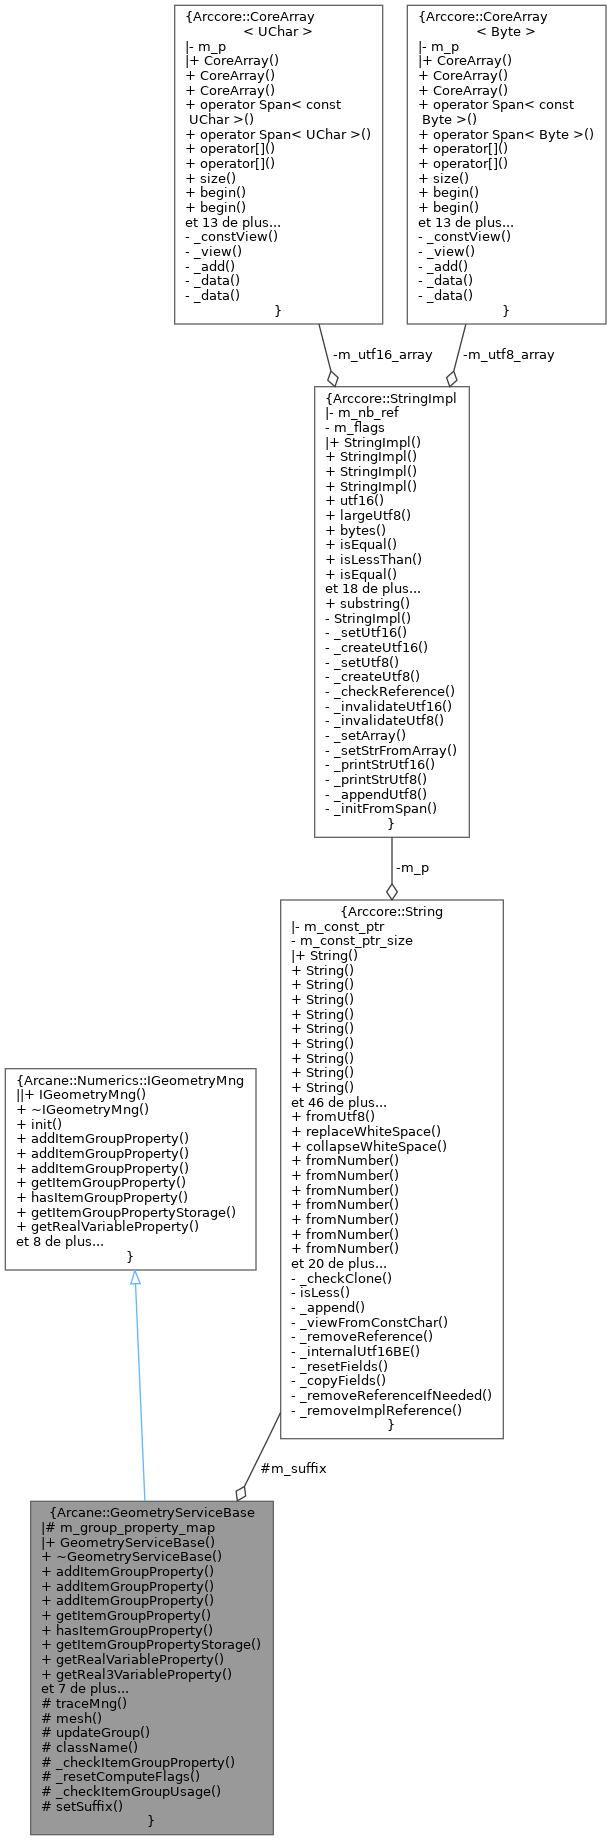 {Arccore::CoreArray
< UChar >
|- m_p
|+ CoreArray()
+ CoreArray()
+ CoreArray()
+ operator Span< const
UChar >()
+ operator Span< UChar >()
+ operator[]()
+ operator[]()
+ size()
+ begin()
+ begin()
et 13 de plus...
- _constView()
- _view()
- _add()
- _data()
- _data()
}
{Arccore::CoreArray
< Byte >
|- m_p
|+ CoreArray()
+ CoreArray()
+ CoreArray()
+ operator Span< const
Byte >()
+ operator Span< Byte >()
+ operator[]()
+ operator[]()
+ size()
+ begin()
+ begin()
et 13 de plus...
- _constView()
- _view()
- _add()
- _data()
- _data()
}
-m_utf16_array
-m_utf8_array
{Arccore::StringImpl
|- m_nb_ref
- m_flags
|+ StringImpl()
+ StringImpl()
+ StringImpl()
+ StringImpl()
+ utf16()
+ largeUtf8()
+ bytes()
+ isEqual()
+ isLessThan()
+ isEqual()
et 18 de plus...
+ substring()
- StringImpl()
- _setUtf16()
- _createUtf16()
- _setUtf8()
- _createUtf8()
- _checkReference()
- _invalidateUtf16()
- _invalidateUtf8()
- _setArray()
- _setStrFromArray()
- _printStrUtf16()
- _printStrUtf8()
- _appendUtf8()
- _initFromSpan()
}
-m_p
{Arccore::String
|- m_const_ptr
- m_const_ptr_size
|+ String()
+ String()
+ String()
+ String()
+ String()
+ String()
+ String()
+ String()
+ String()
+ String()
et 46 de plus...
+ fromUtf8()
+ replaceWhiteSpace()
+ collapseWhiteSpace()
+ fromNumber()
+ fromNumber()
+ fromNumber()
+ fromNumber()
+ fromNumber()
+ fromNumber()
+ fromNumber()
et 20 de plus...
- _checkClone()
- isLess()
- _append()
- _viewFromConstChar()
- _removeReference()
- _internalUtf16BE()
- _resetFields()
- _copyFields()
- _removeReferenceIfNeeded()
- _removeImplReference()
}
{Arcane::Numerics::IGeometryMng
||+ IGeometryMng()
+ ~IGeometryMng()
+ init()
+ addItemGroupProperty()
+ addItemGroupProperty()
+ addItemGroupProperty()
+ getItemGroupProperty()
+ hasItemGroupProperty()
+ getItemGroupPropertyStorage()
+ getRealVariableProperty()
et 8 de plus...
}
#m_suffix
{Arcane::GeometryServiceBase
|# m_group_property_map
|+ GeometryServiceBase()
+ ~GeometryServiceBase()
+ addItemGroupProperty()
+ addItemGroupProperty()
+ addItemGroupProperty()
+ getItemGroupProperty()
+ hasItemGroupProperty()
+ getItemGroupPropertyStorage()
+ getRealVariableProperty()
+ getReal3VariableProperty()
et 7 de plus...
# traceMng()
# mesh()
# updateGroup()
# className()
# _checkItemGroupProperty()
# _resetComputeFlags()
# _checkItemGroupUsage()
# setSuffix()
}